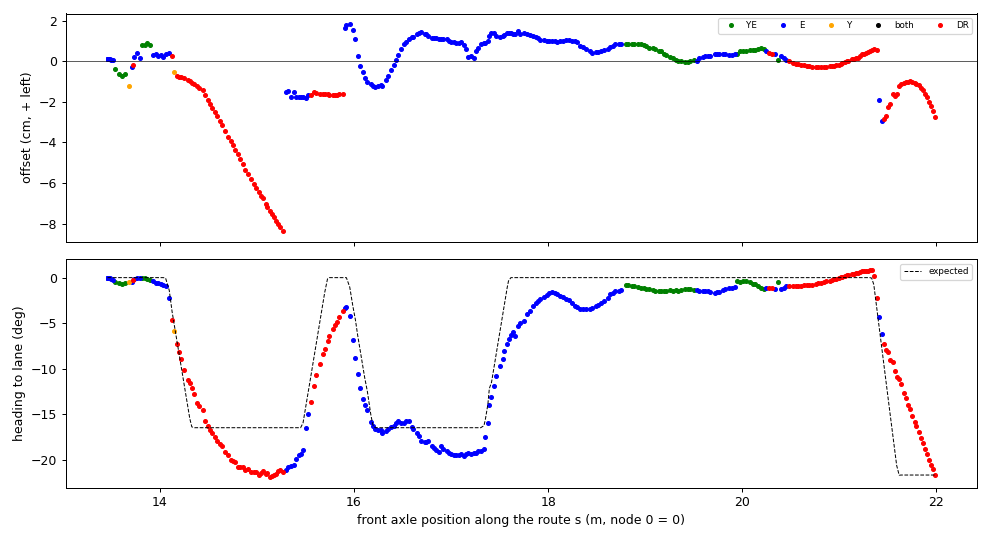 offset (cm, + left)
2
0
−2
−4
−6
−8
YE E Y both DR
heading to lane (deg)
0
−5
−10
−15
−20
expected
14 16 18 20 22
front axle position along the route s (m, node 0 = 0)